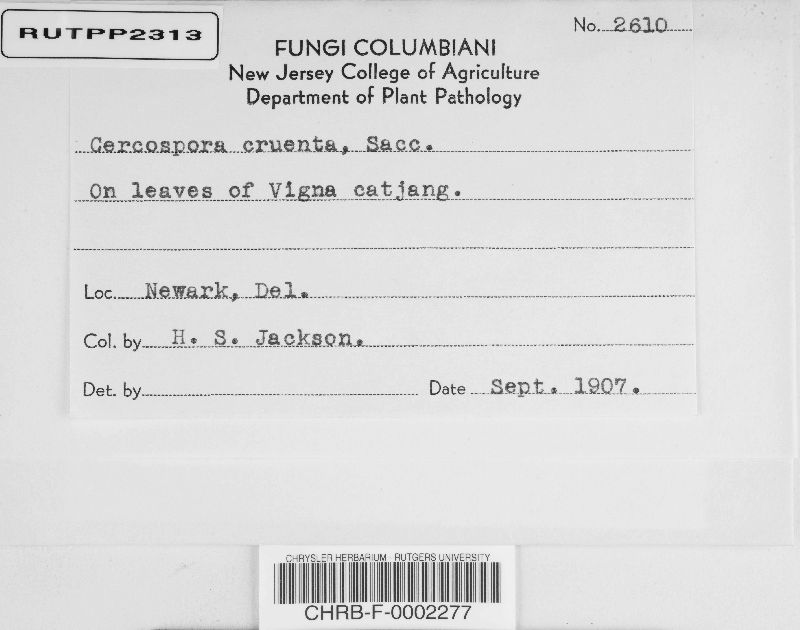 RUTPP2313
No. 2610
FUNGI COLUMBIANI
New Jersey College of Agriculture
Department of Plant Pathology
Cercospora cruenta, Sacc.
On leaves of Vigna catjang.
Loc. Newark, Del.
Col. by H. S. Jackson.
Det. by Date Sept. 1907.
CHRYSLER HERBARIUM RUTGERS UNIVERSITY
CHRB-F-0002277